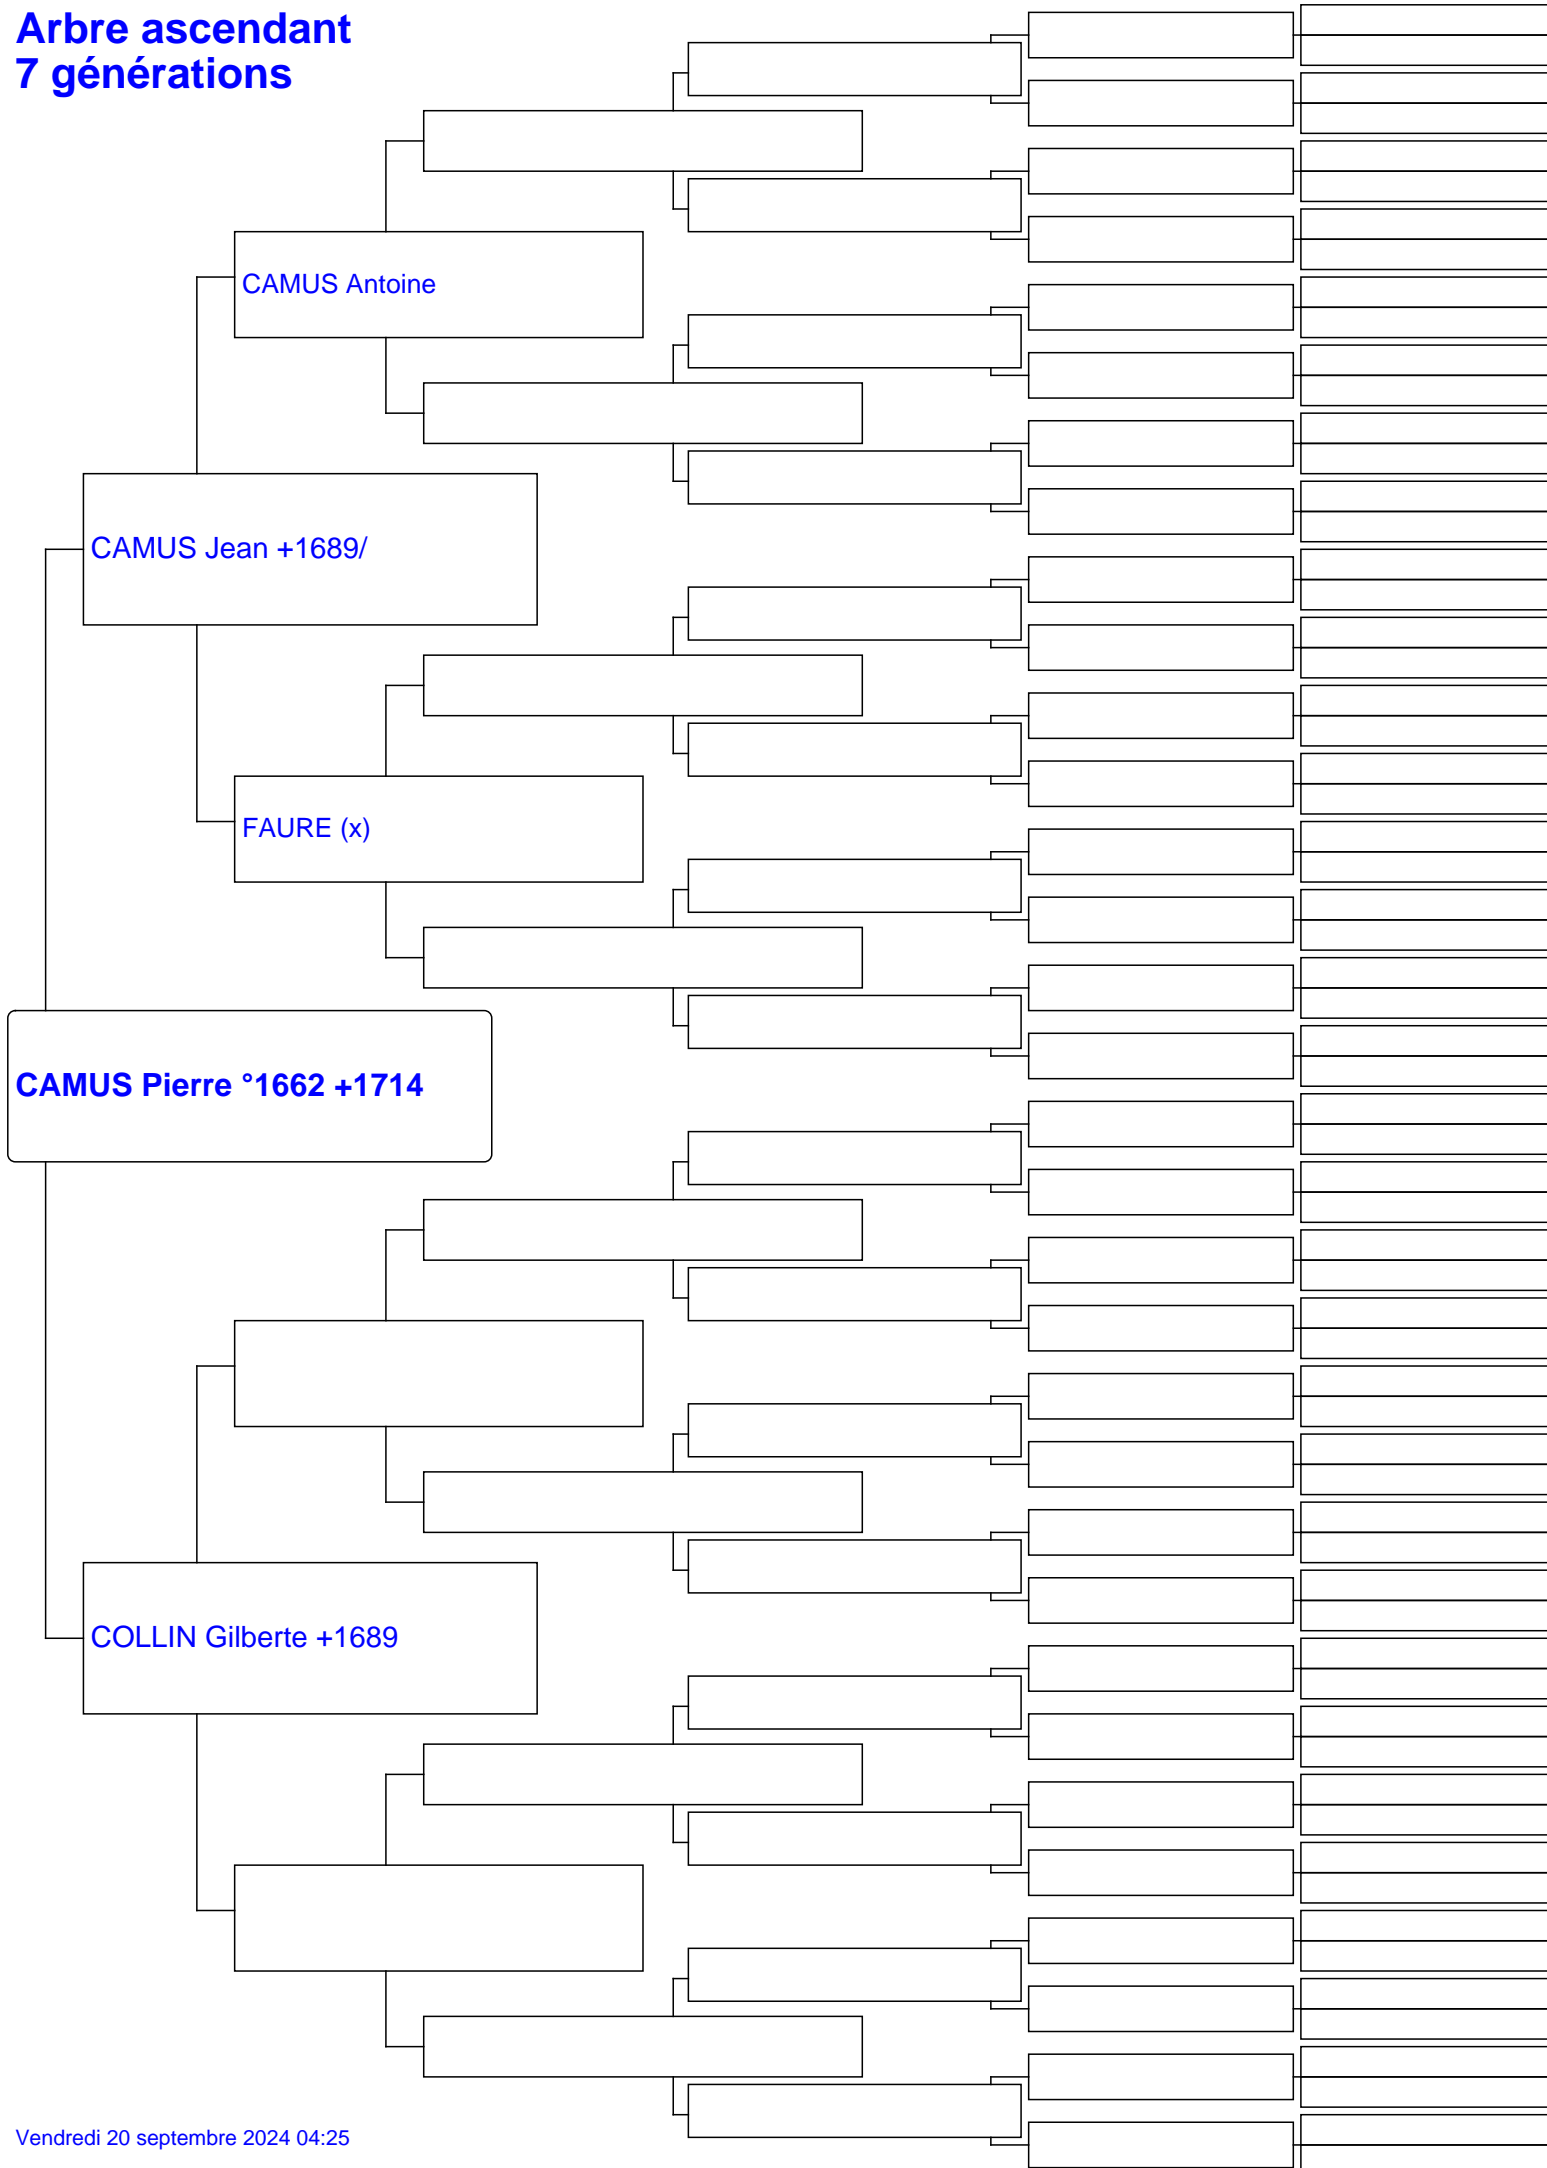 Arbre ascendant
7 générations
CAMUS Antoine
CAMUS Jean +1689/
FAURE (x)
CAMUS Pierre °1662 +1714
COLLIN Gilberte +1689
Vendredi 20 septembre 2024 04:25